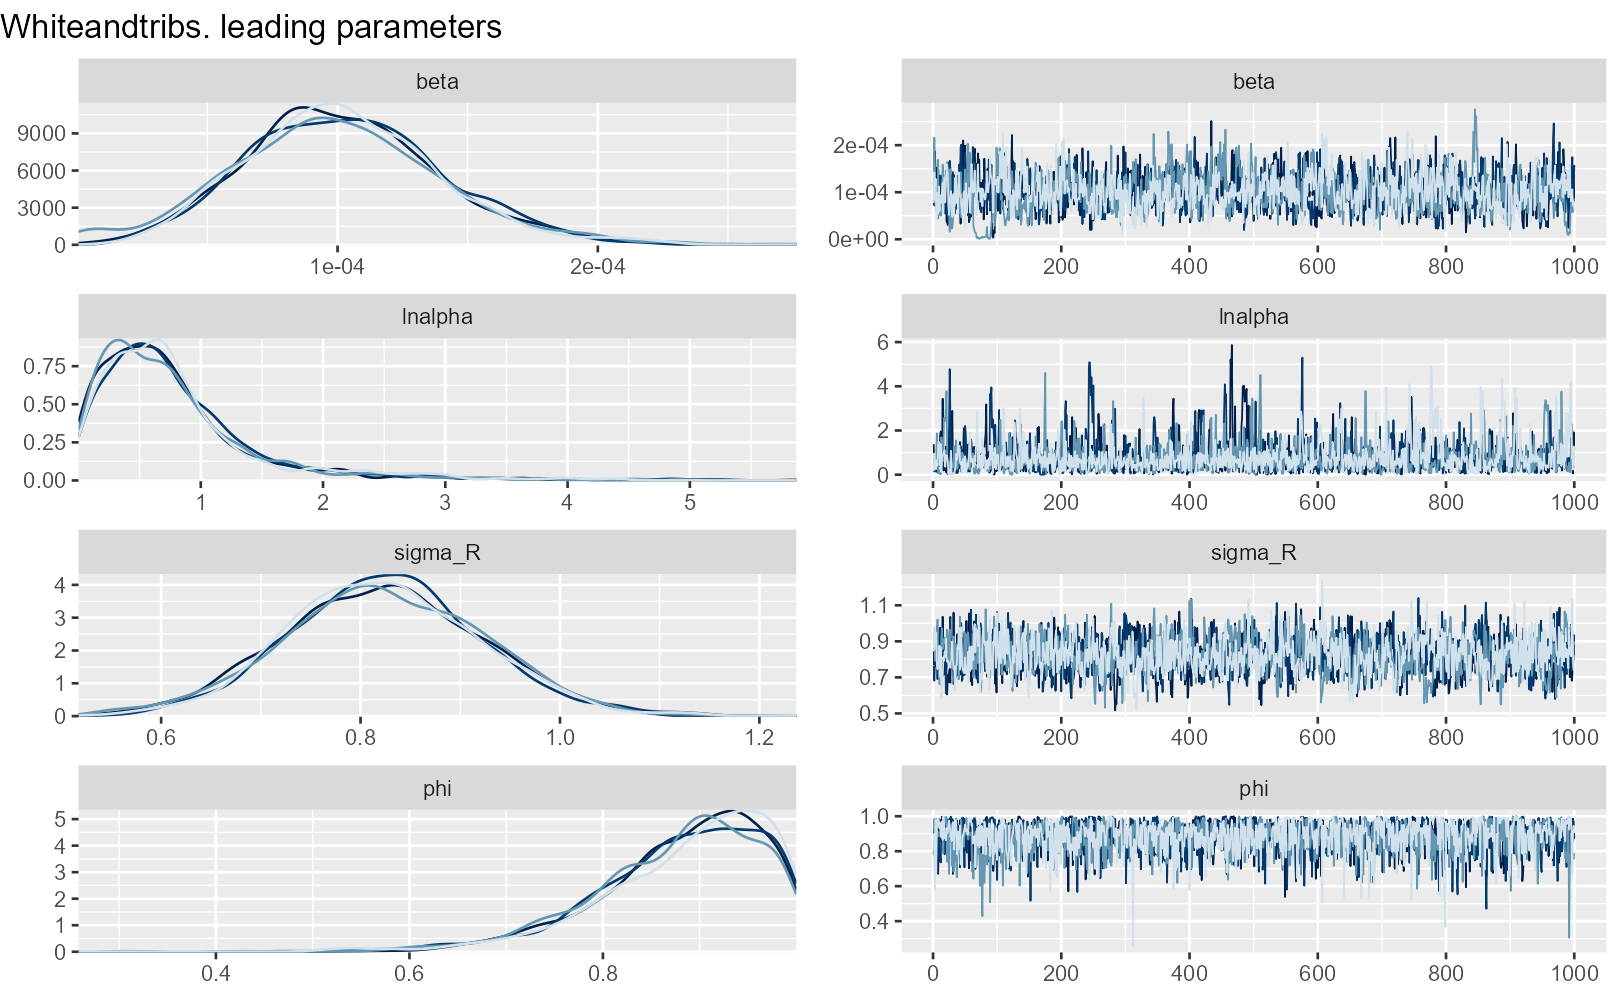 Whiteandtribs. leading parameters
beta
9000
6000
3000
0
1e-04 2e-04
beta
2e-04
1e-04
0e+00
0 200 400 600 800 1000
lnalpha
0.75
0.50
0.25
0.00
1 2 3 4 5
lnalpha
6
4
2
0
0 200 400 600 800 1000
sigma_R
4
3
2
1
0
0.6 0.8 1.0 1.2
sigma_R
1.1
0.9
0.7
0.5
0 200 400 600 800 1000
phi
5
4
3
2
1
0
0.4 0.6 0.8
phi
1.0
0.8
0.6
0.4
0 200 400 600 800 1000